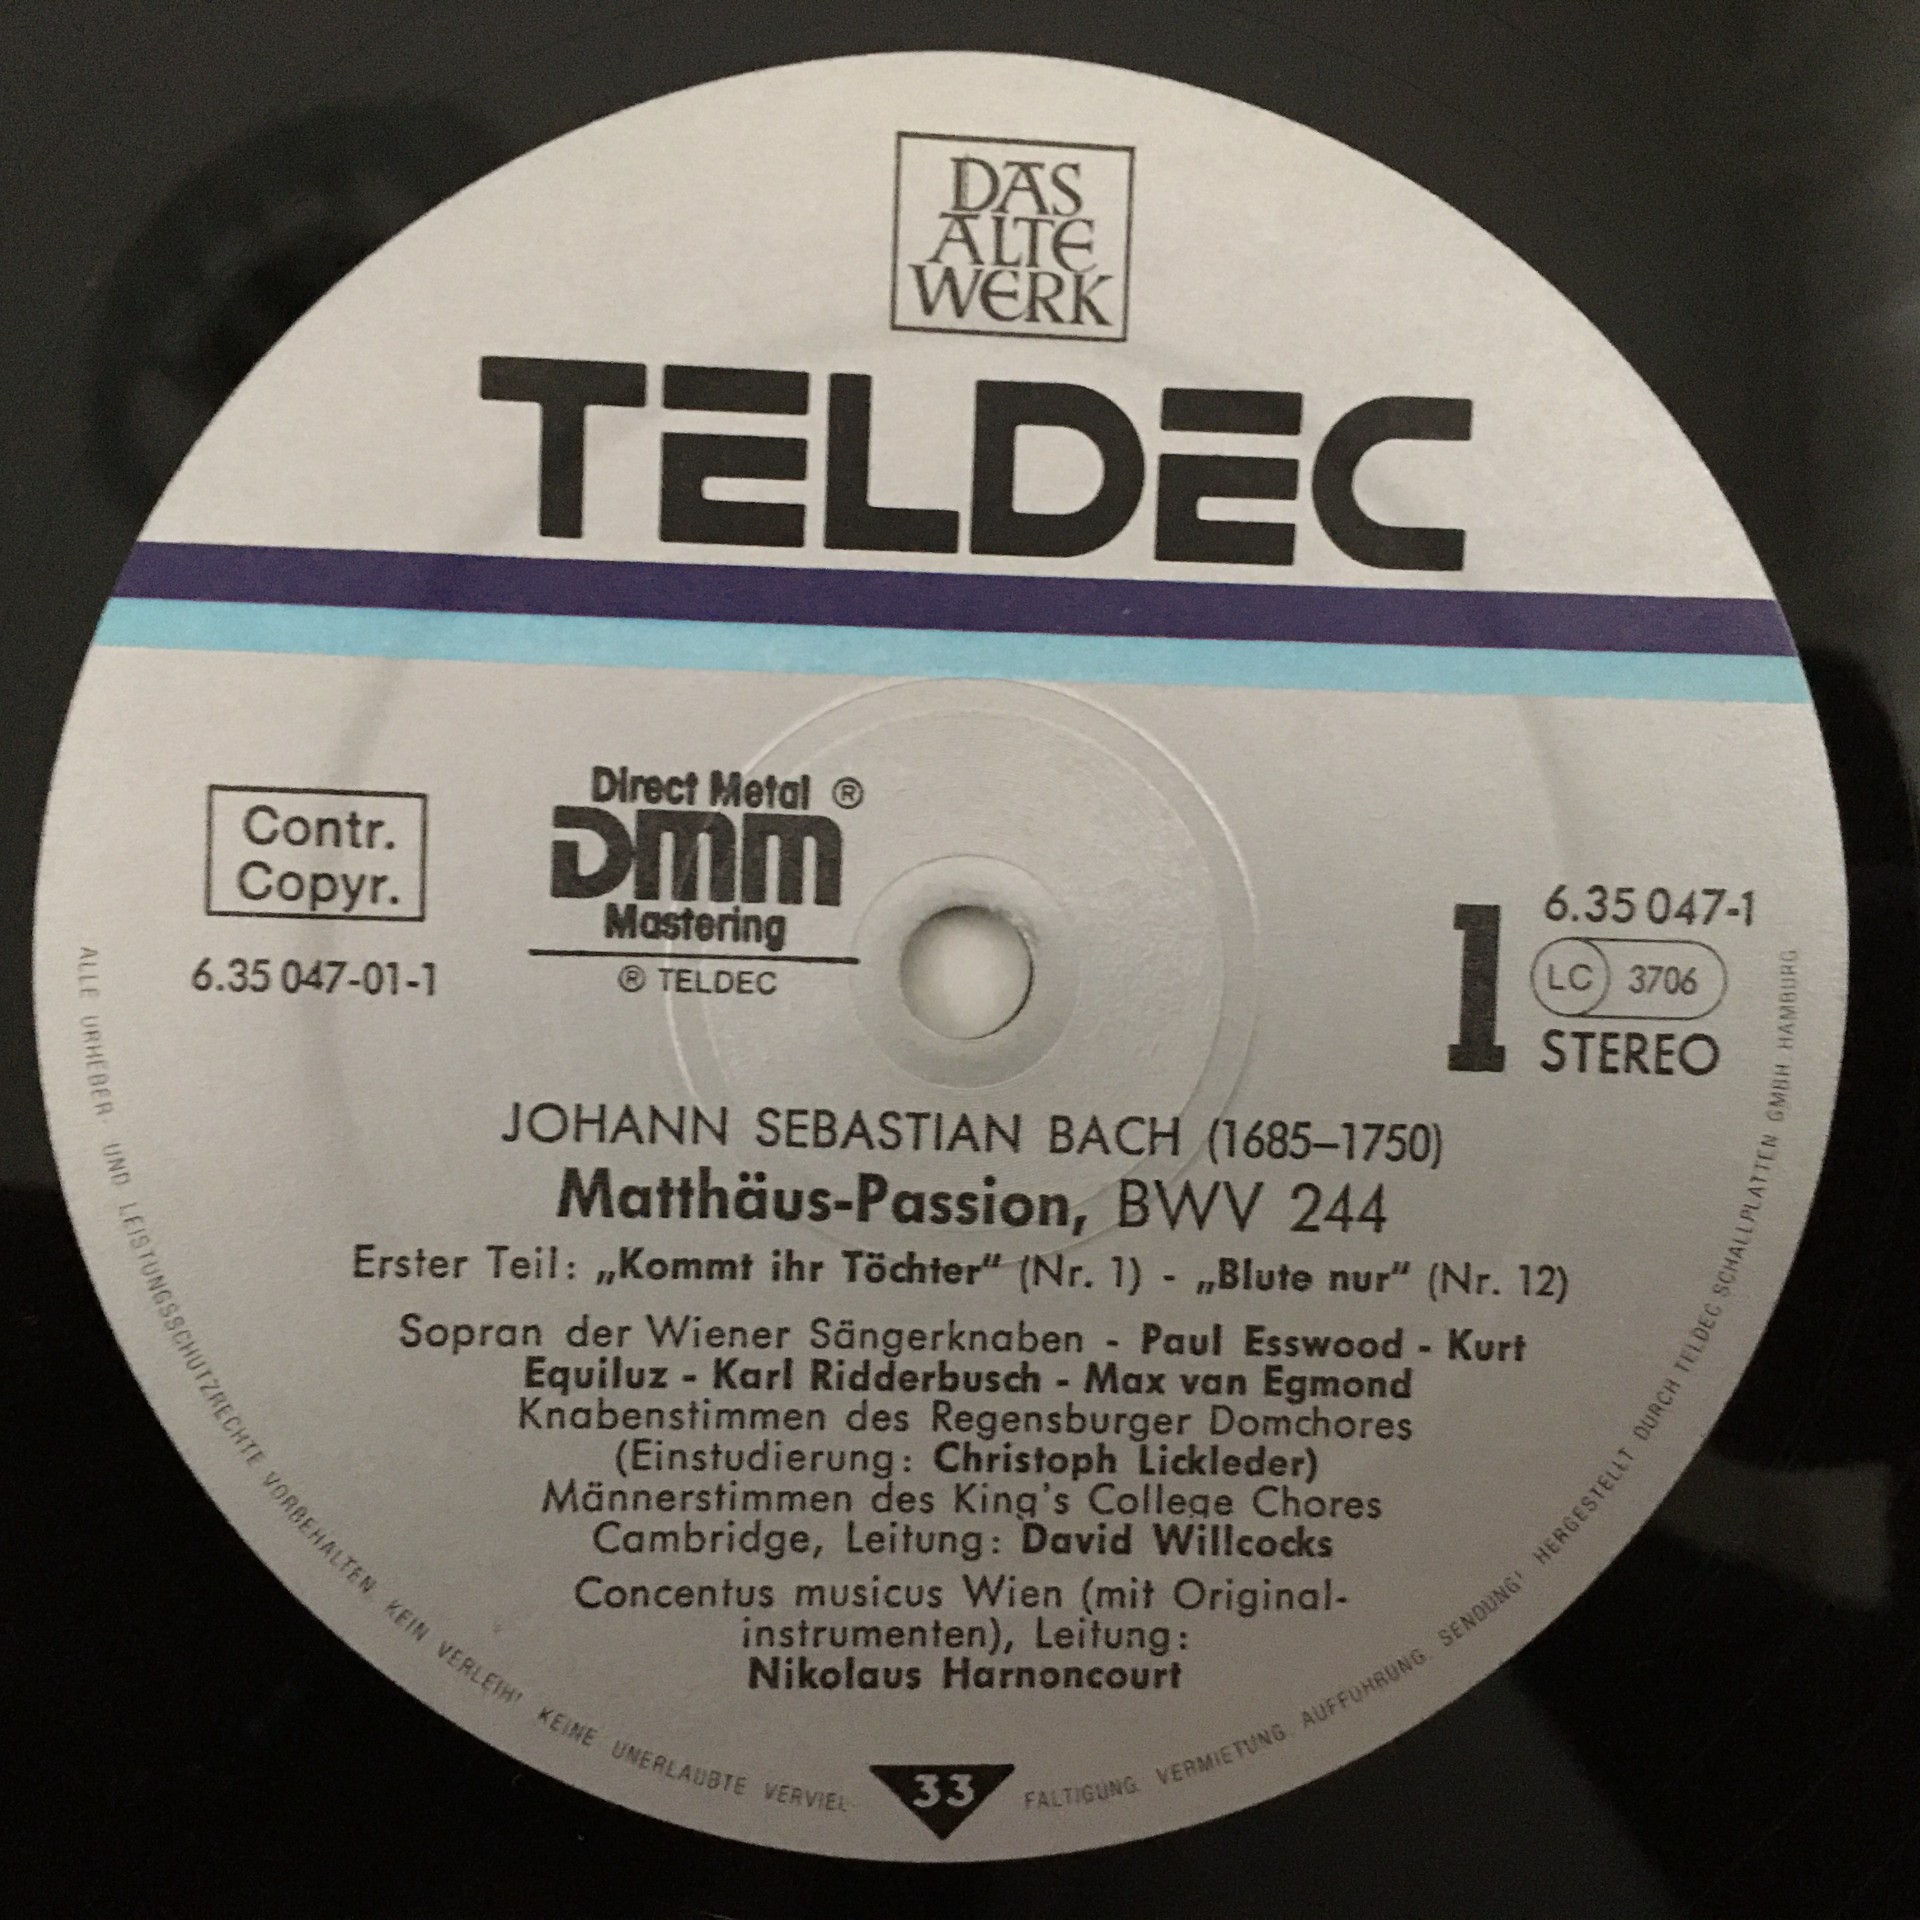 DAS
ALTE
WERK
TELDEC
Contr.
Copyr.
6.35 047-01-1
Direct Metal ®
DMM
Mastering
® TELDEC
1
6.35 047-1
LC 3706
STEREO
JOHANN SEBASTIAN BACH (1685–1750)
Matthäus-Passion, BWV 244
Erster Teil: „Kommt ihr Töchter“ (Nr. 1) - „Blute nur“ (Nr. 12)
Sopran der Wiener Sängerknaben - Paul Esswood - Kurt
Equiluz - Karl Ridderbusch - Max van Egmond
Knabenstimmen des Regensburger Domchores
(Einstudierung: Christoph Lickleder)
Männerstimmen des King's College Chores
Cambridge, Leitung: David Willcocks
Concentus musicus Wien (mit Original-
instrumenten), Leitung:
Nikolaus Harnoncourt
ALLE URHEBER- UND LEISTUNGSSCHUTZRECHTE VORBEHALTEN. KEIN VERLEIH! KEINE UNERLAUBTE VERVIEL-
33
FÄLTIGUNG, VERMIETUNG, AUFFÜHRUNG, SENDUNG! HERGESTELLT DURCH TELDEC SCHALLPLATTEN GMBH HAMBURG